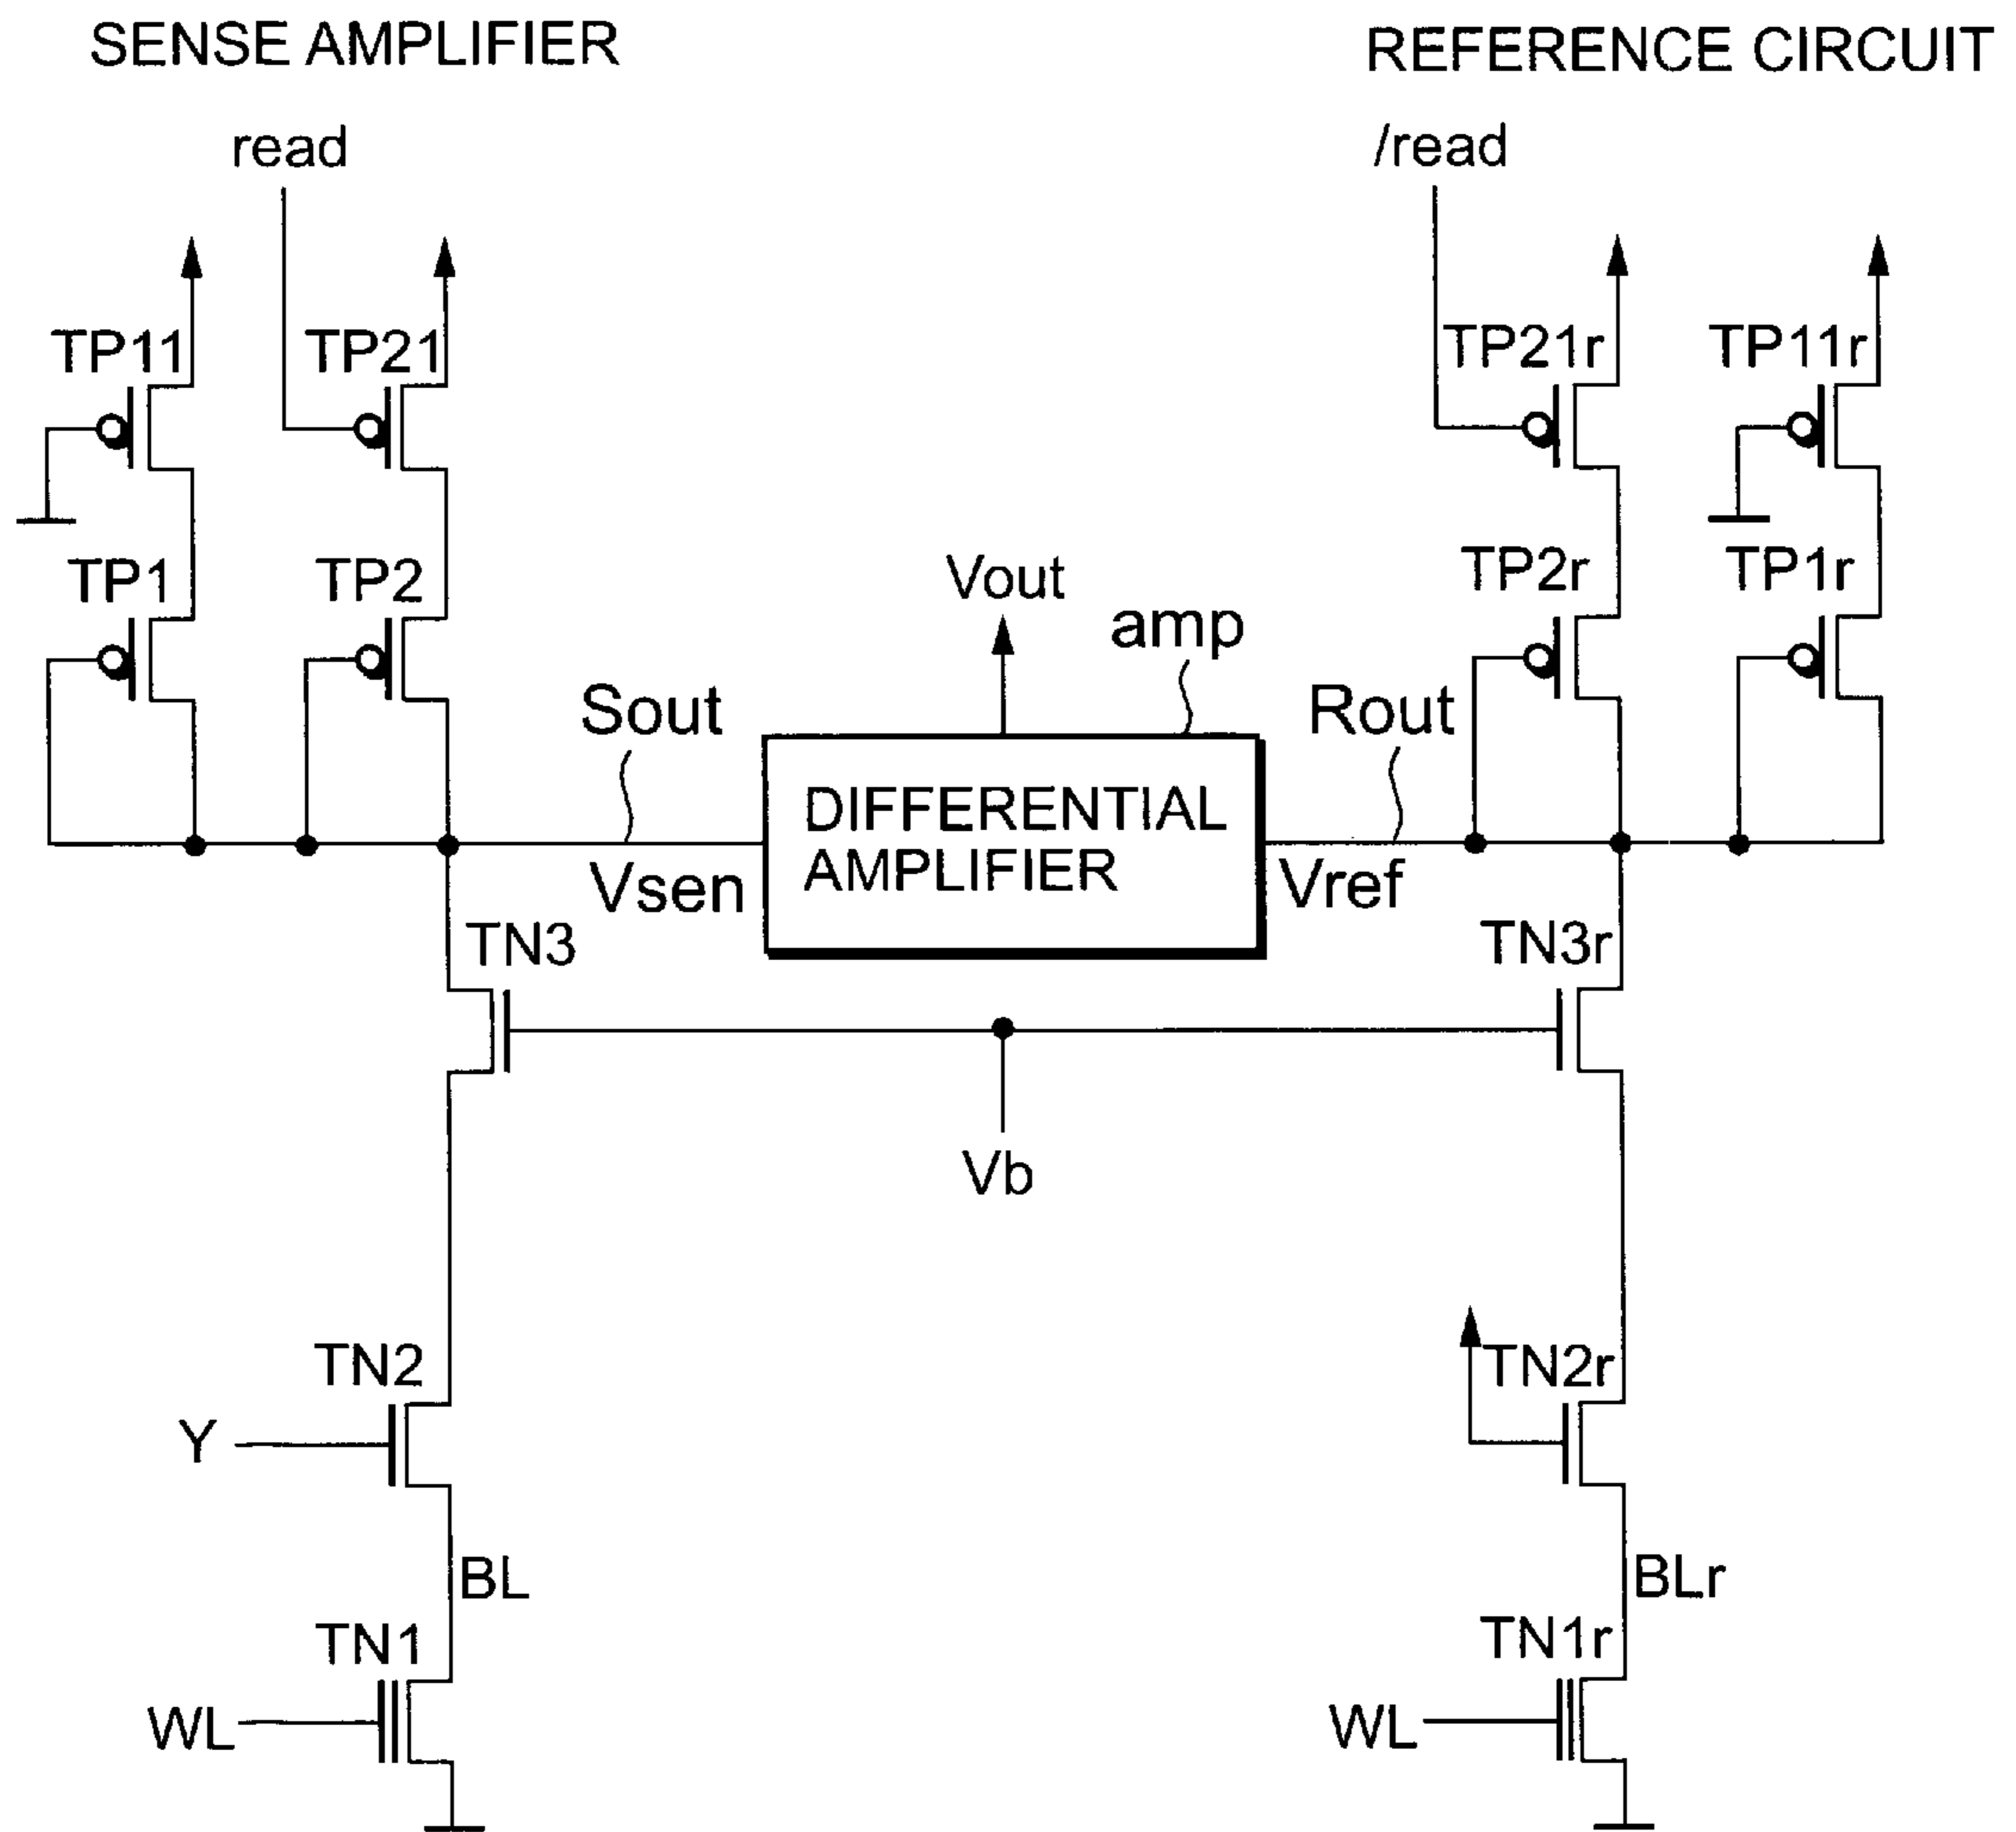 SENSE AMPLIFIER
REFERENCE CIRCUIT
read
/read
TP11
TP21
TP21r
TP11r
TP1
TP2
Vout
amp
TP2r
TP1r
Sout
Rout
DIFFERENTIAL
AMPLIFIER
Vsen
Vref
TN3
TN3r
Vb
TN2
TN2r
Y
BL
BLr
TN1
TN1r
WL
WL